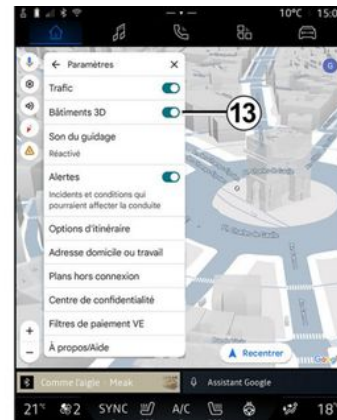 10°C 15:0
← Paramètres ×
Trafic
Bâtiments 3D
13
Son du guidage
Réactivé
Alertes
Incidents et conditions qui
pourraient affecter la conduite
Options d'itinéraire
Adresse domicile ou travail
Plans hors connexion
Centre de confidentialité
Filtres de paiement VE
À propos/Aide
G
+
−
Recentrer
Comme l'aigle - Meak
Assistant Google
21° 2 SYNC A/C 18°